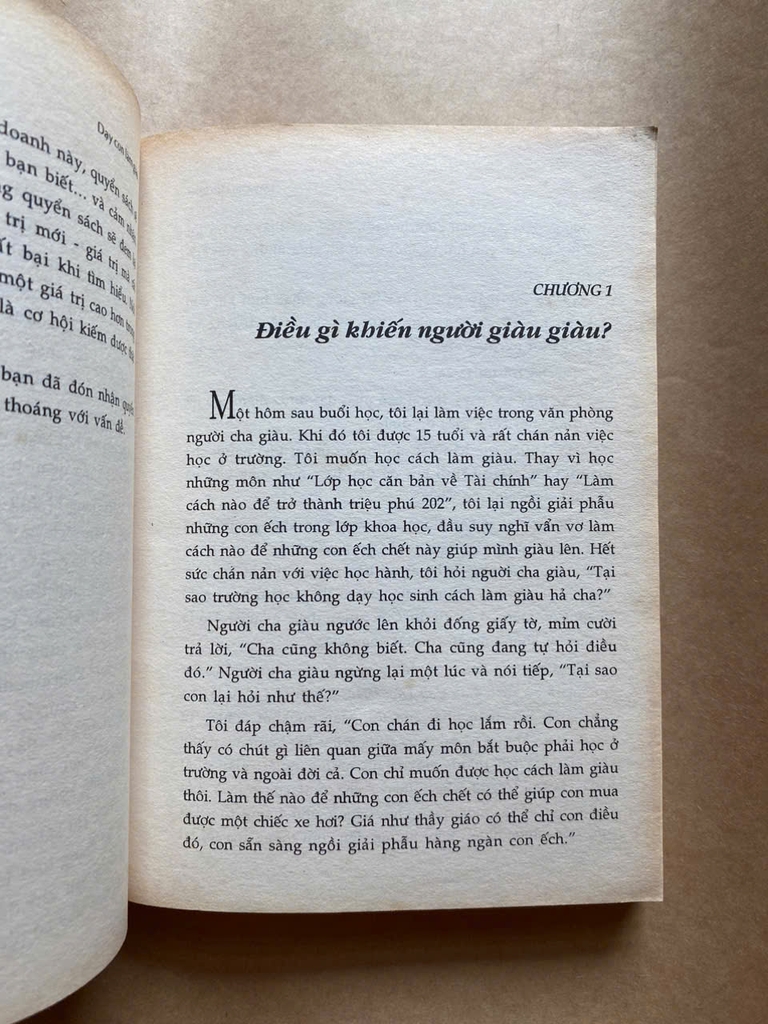 Dạy con làm
doanh này, quyển sách
bạn biết... và cảm
quyển sách sẽ đem
trị mới - giá trị mà
ất bại khi tìm hiểu.
một giá trị cao hơn
là cơ hội kiếm được
bạn đã đón nhận
thoáng với vấn đề.
CHƯƠNG 1
Điều gì khiến người giàu giàu?
Một hôm sau buổi học, tôi lại làm việc trong văn phòng
người cha giàu. Khi đó tôi được 15 tuổi và rất chán nản việc
học ở trường. Tôi muốn học cách làm giàu. Thay vì học
những môn như “Lớp học căn bản về Tài chính” hay “Làm
cách nào để trở thành triệu phú 202”, tôi lại ngồi giải phẫu
những con ếch trong lớp khoa học, đầu suy nghĩ vẩn vơ làm
cách nào để những con ếch chết này giúp mình giàu lên. Hết
sức chán nản với việc học hành, tôi hỏi nguời cha giàu, “Tại
sao trường học không dạy học sinh cách làm giàu hả cha?”
Người cha giàu ngước lên khỏi đống giấy tờ, mỉm cười
trả lời, “Cha cũng không biết. Cha cũng đang tự hỏi điều
đó.” Người cha giàu ngừng lại một lúc và nói tiếp, “Tại sao
con lại hỏi như thế?”
Tôi đáp chậm rãi, “Con chán đi học lắm rồi. Con chẳng
thấy có chút gì liên quan giữa mấy môn bắt buộc phải học ở
trường và ngoài đời cả. Con chỉ muốn được học cách làm giàu
thôi. Làm thế nào để những con ếch chết có thể giúp con mua
được một chiếc xe hơi? Giá như thầy giáo có thể chỉ con điều
đó, con sẵn sàng ngồi giải phẫu hàng ngàn con ếch.”